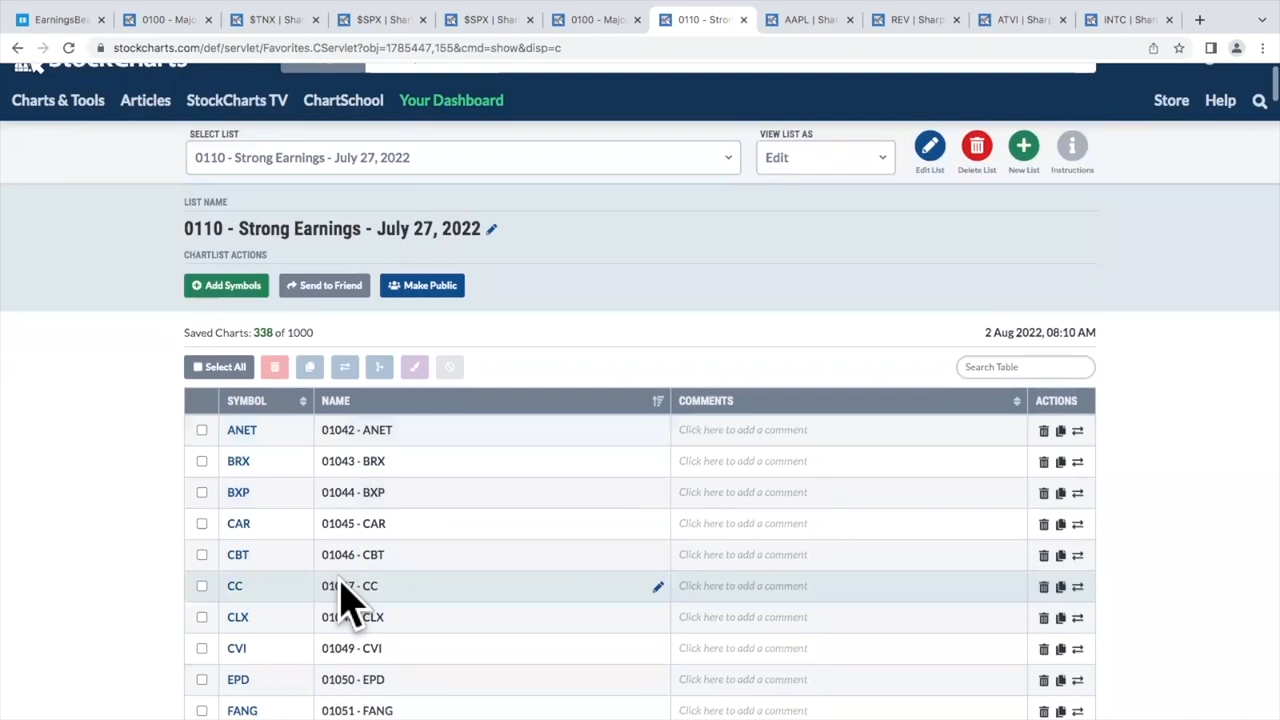 EarningsBea
0100 - Majo
$TNX | Shar
$SPX | Shar
$SPX | Shar
0100 - Majo
0110 - Stron
AAPL | Shar
REV | Sharp
ATVI | Sharp
INTC | Shar
stockcharts.com/def/servlet/Favorites.CServlet?obj=1785447,155&cmd=show&disp=c
StockCharts
Charts & Tools Articles StockCharts TV ChartSchool Your Dashboard Store Help
SELECT LIST VIEW LIST AS
0110 - Strong Earnings - July 27, 2022 Edit
Edit List Delete List New List Instructions
LIST NAME
0110 - Strong Earnings - July 27, 2022
CHARTLIST ACTIONS
Add Symbols Send to Friend Make Public
Saved Charts: 338 of 1000 2 Aug 2022, 08:10 AM
Select All Search Table
SYMBOL NAME COMMENTS ACTIONS
ANET 01042 - ANET Click here to add a comment
BRX 01043 - BRX Click here to add a comment
BXP 01044 - BXP Click here to add a comment
CAR 01045 - CAR Click here to add a comment
CBT 01046 - CBT Click here to add a comment
CC 01 7 - CC Click here to add a comment
CLX 01 CLX Click here to add a comment
CVI 01049 - CVI Click here to add a comment
EPD 01050 - EPD Click here to add a comment
FANG 01051 - FANG Click here to add a comment